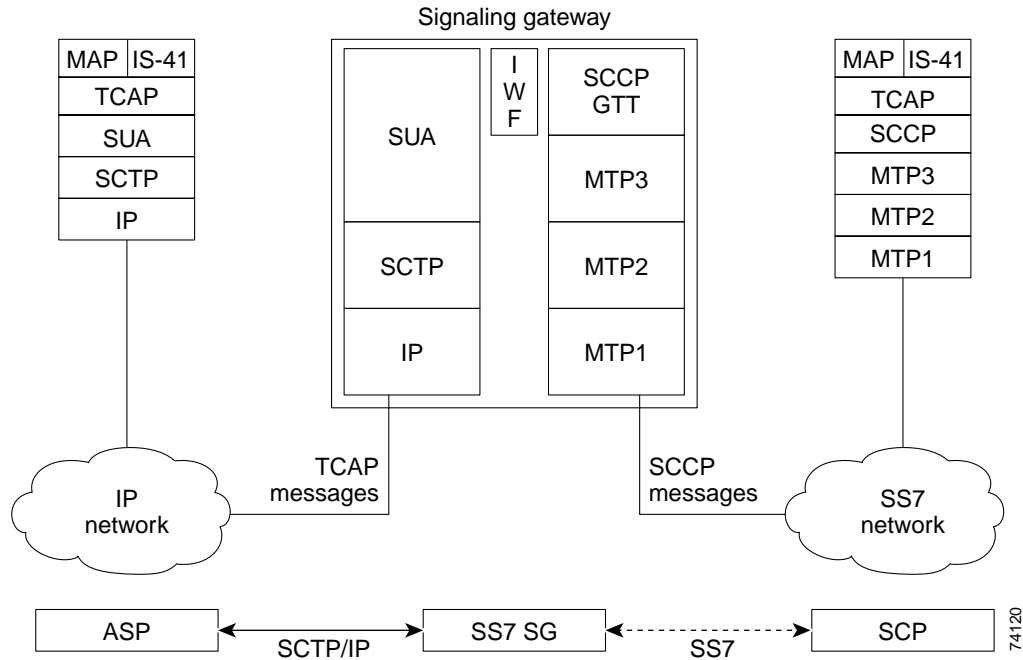 Signaling gateway
MAP IS-41
TCAP
SUA
SCTP
IP
SUA
SCTP
IP
I
W
F
SCCP
GTT
MTP3
MTP2
MTP1
MAP IS-41
TCAP
SCCP
MTP3
MTP2
MTP1
IP
network
TCAP
messages
SCCP
messages
SS7
network
ASP
SCTP/IP
SS7 SG
SS7
SCP
74120